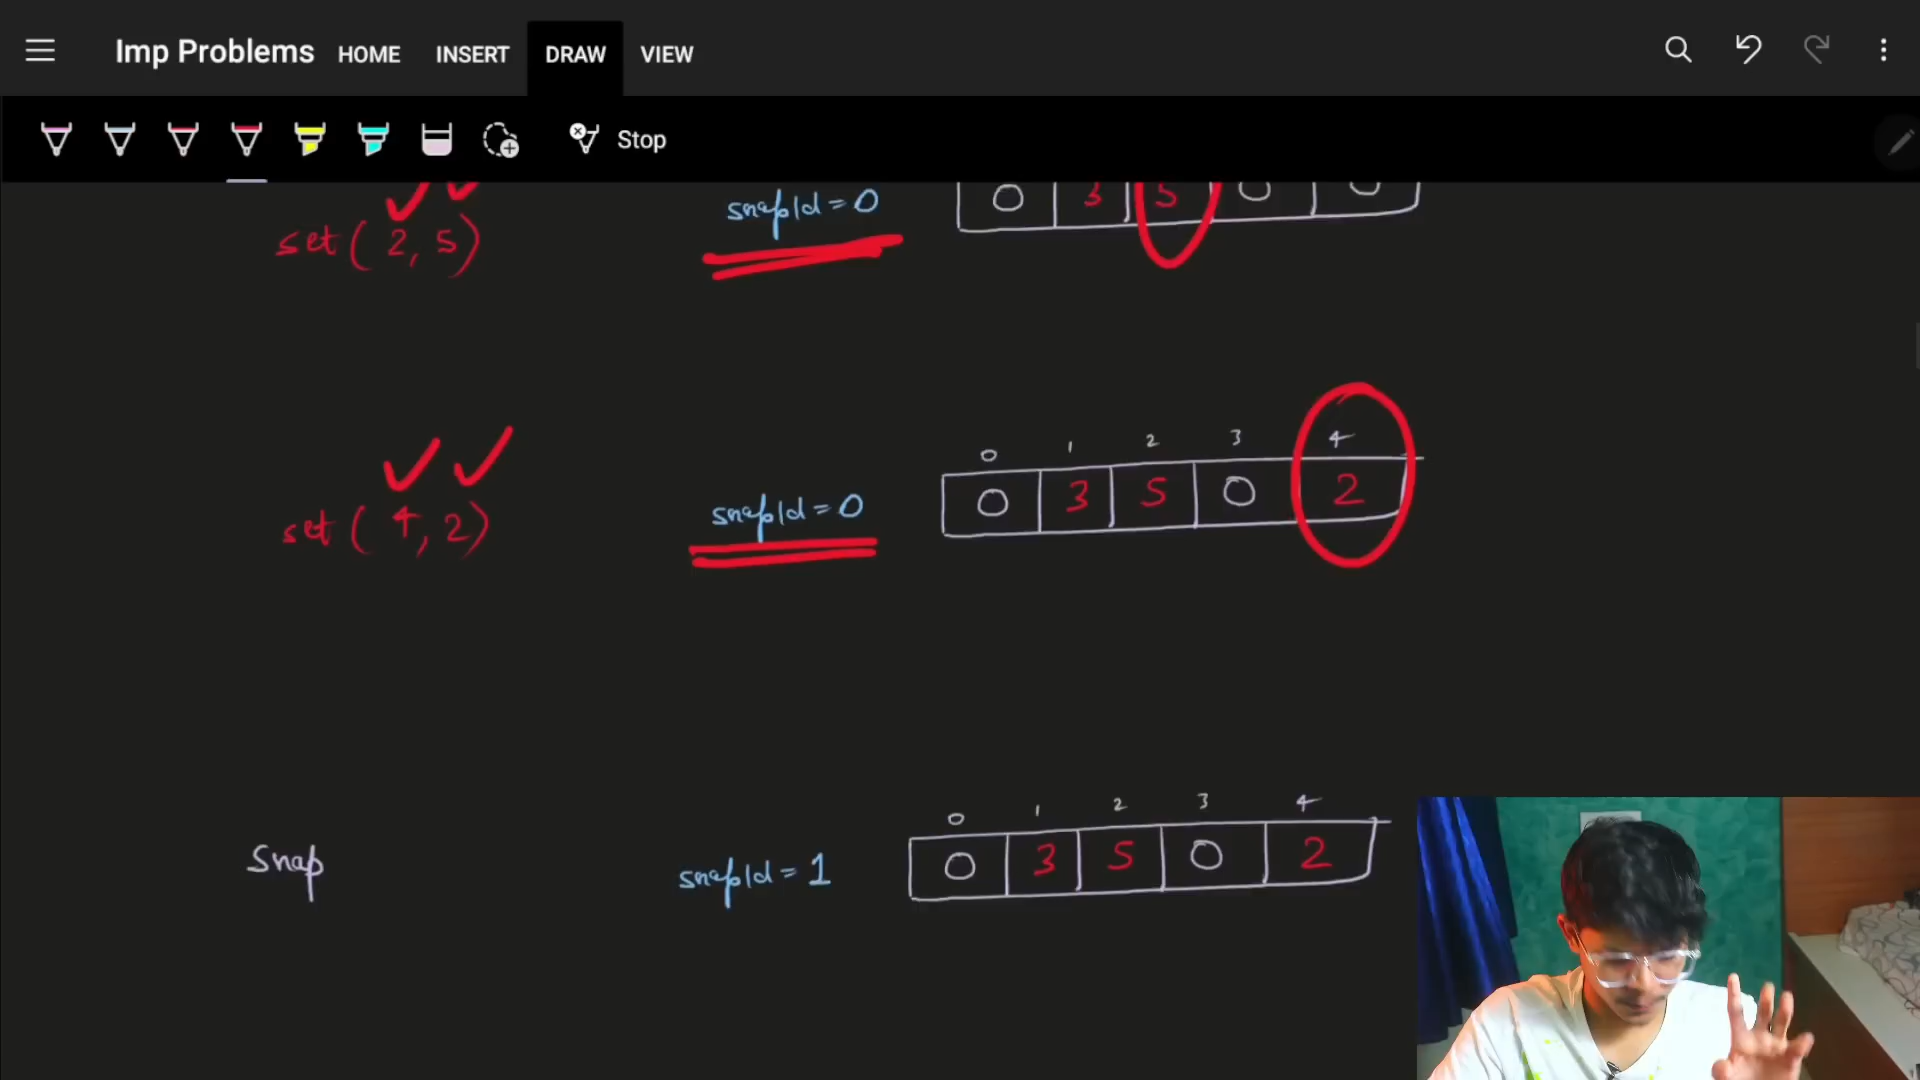 Imp Problems HOME INSERT DRAW VIEW
Stop
set( 2, 5) snapId = 0 0 3 5 0 0
0 1 2 3 4
set( 4, 2) snapId = 0 0 3 5 0 2
0 1 2 3 4
Snap snapId = 1 0 3 5 0 2